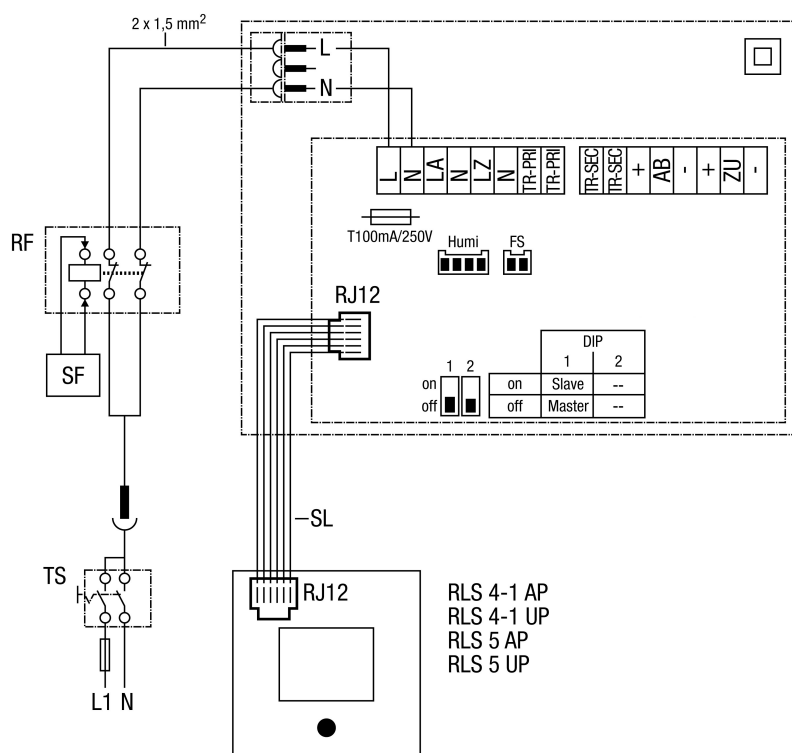 2 x 1,5 mm²
L
N
L N LA N LZ N TR-PRI TR-PRI TR-SEC TR-SEC + AB - + ZU -
T100mA/250V
Humi FS
RF
SF
RJ12
DIP
1 2
1 2
on
off
on Slave --
off Master --
SL
TS
RJ12
L1 N
RLS 4-1 AP
RLS 4-1 UP
RLS 5 AP
RLS 5 UP